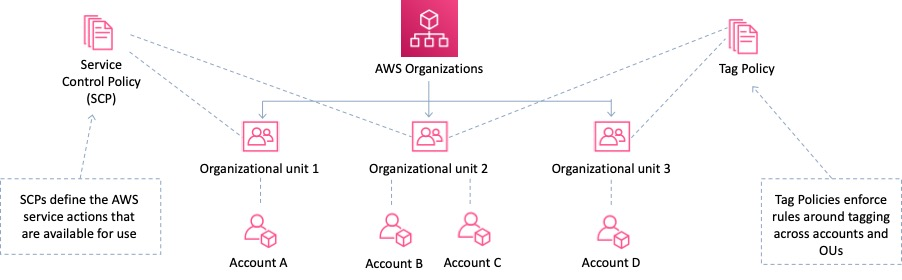 Service
Control Policy
(SCP)
AWS Organizations
Tag Policy
Organizational unit 1
Organizational unit 2
Organizational unit 3
SCPs define the AWS
service actions that
are available for use
Tag Policies enforce
rules around tagging
across accounts and
OUs
Account A
Account B
Account C
Account D